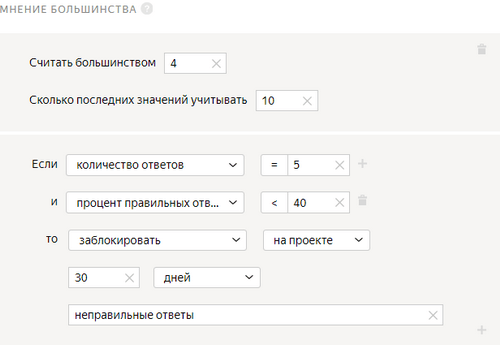 МНЕНИЕ БОЛЬШИНСТВА ?
Считать большинством 4
Сколько последних значений учитывать 10
Если количество ответов = 5
и процент правильных отв... < 40
то заблокировать на проекте
30 дней
неправильные ответы